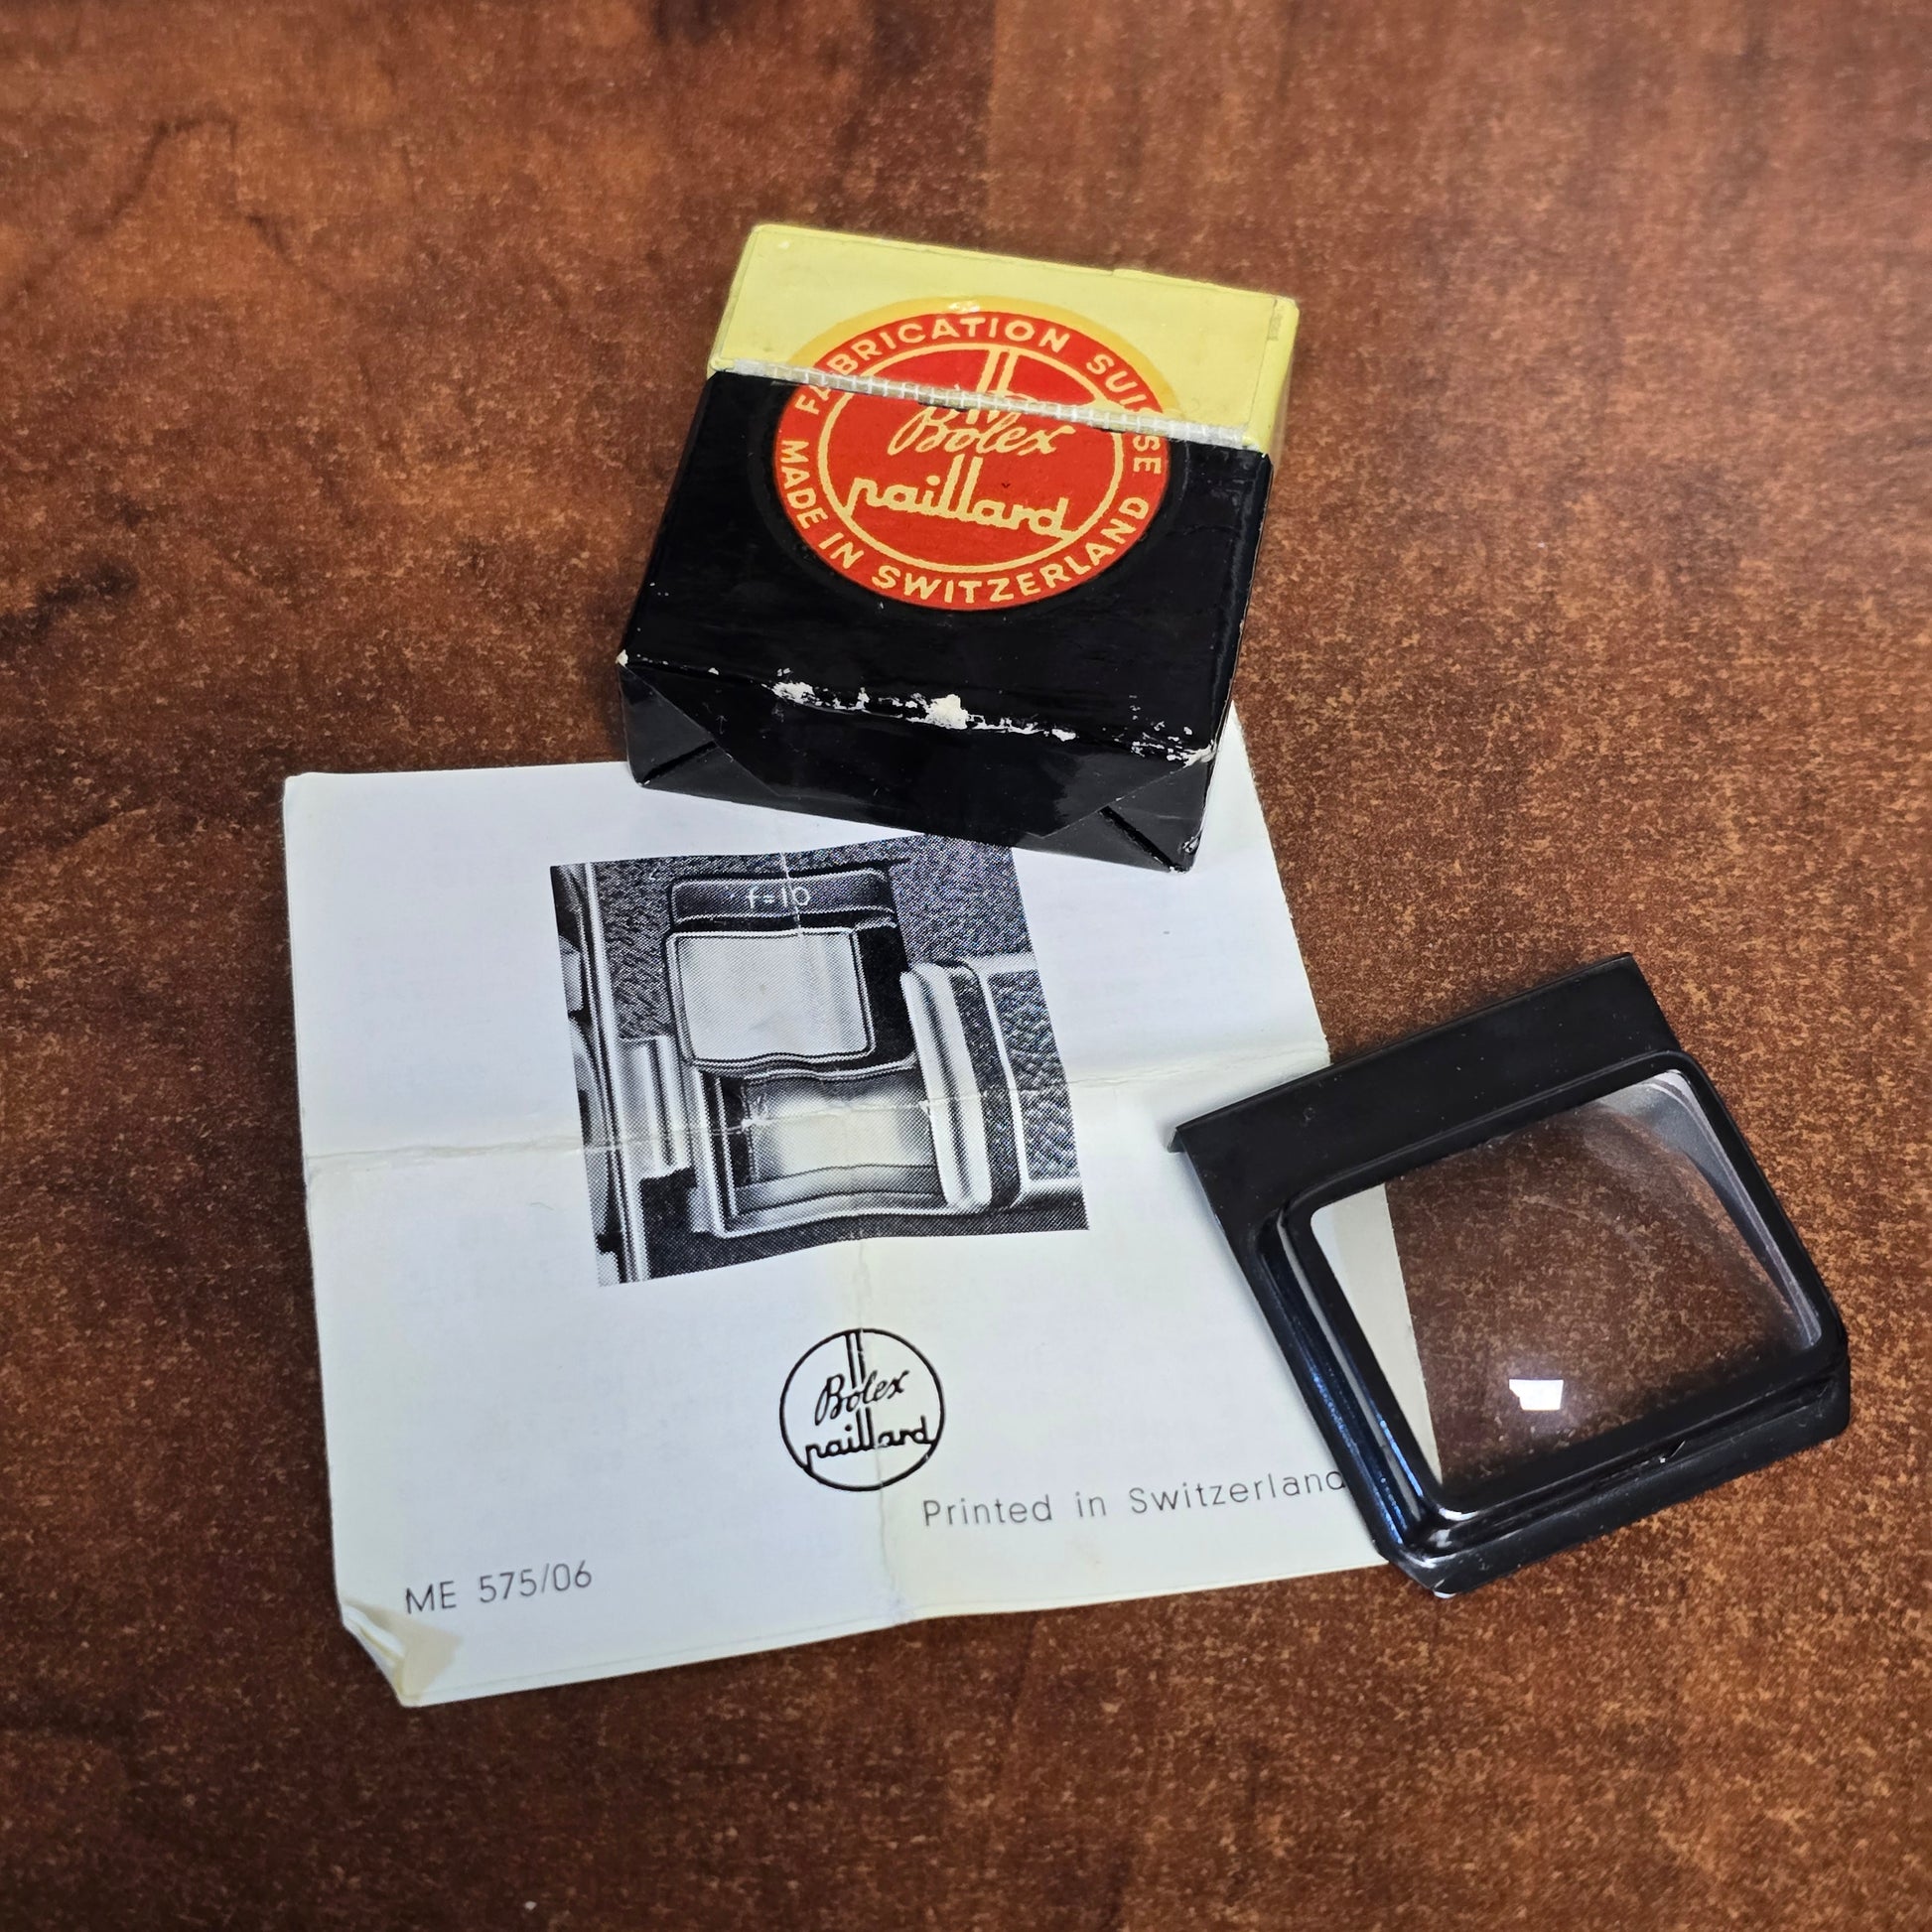 FABRICATION SUISSE
Bolex
paillard
MADE IN SWITZERLAND
f=10
Bolex
paillard
Printed in Switzerland
ME 575/06